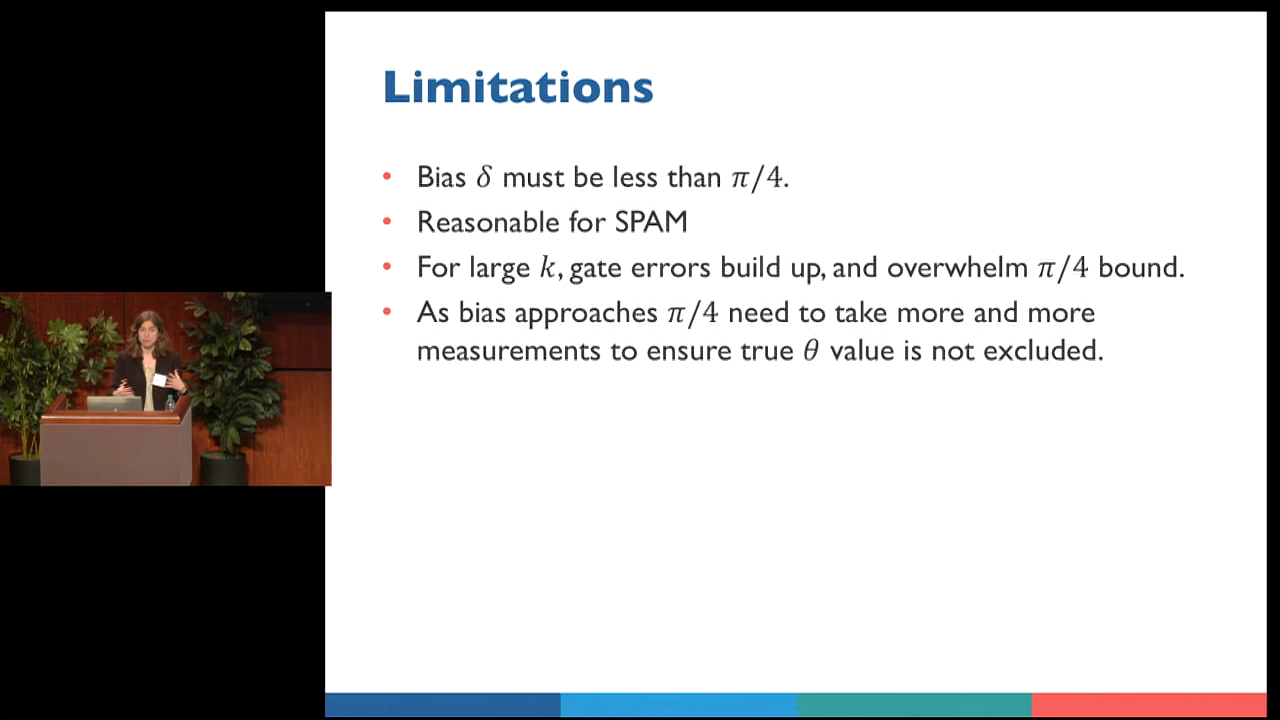 Limitations
• Bias δ must be less than π/4.
• Reasonable for SPAM
• For large k, gate errors build up, and overwhelm π/4 bound.
• As bias approaches π/4 need to take more and more
measurements to ensure true θ value is not excluded.